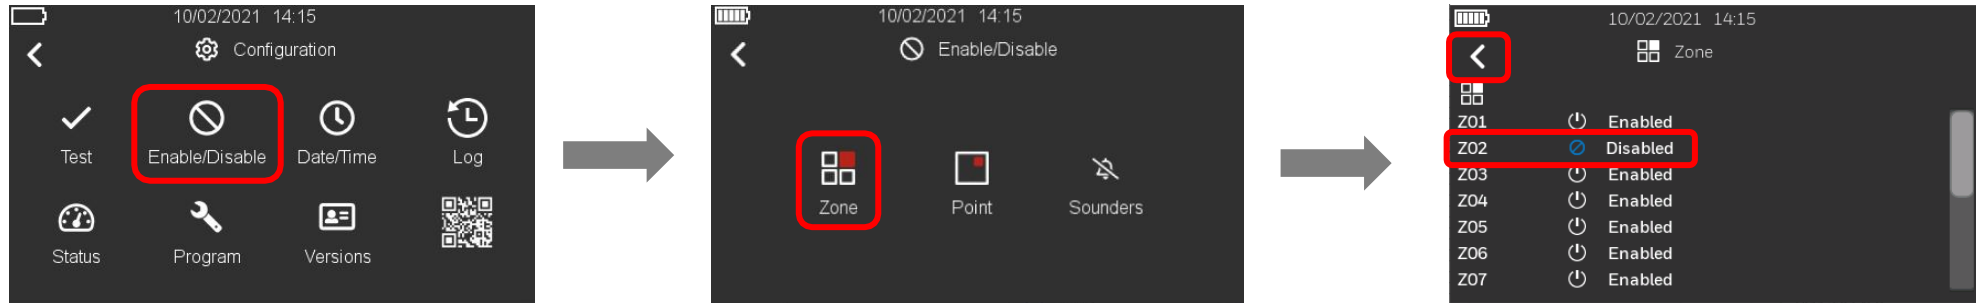 10/02/2021 14:15
Configuration
Test Enable/Disable Date/Time Log
Status Program Versions
10/02/2021 14:15
Enable/Disable
Zone Point Sounders
10/02/2021 14:15
Zone
Z01 Enabled
Z02 Disabled
Z03 Enabled
Z04 Enabled
Z05 Enabled
Z06 Enabled
Z07 Enabled